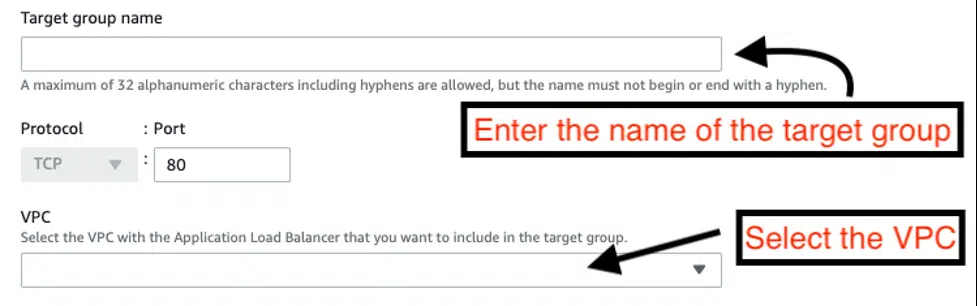 Target group name
A maximum of 32 alphanumeric characters including hyphens are allowed, but the name must not begin or end with a hyphen.
Enter the name of the target group
Protocol : Port
TCP : 80
VPC
Select the VPC with the Application Load Balancer that you want to include in the target group.
Select the VPC